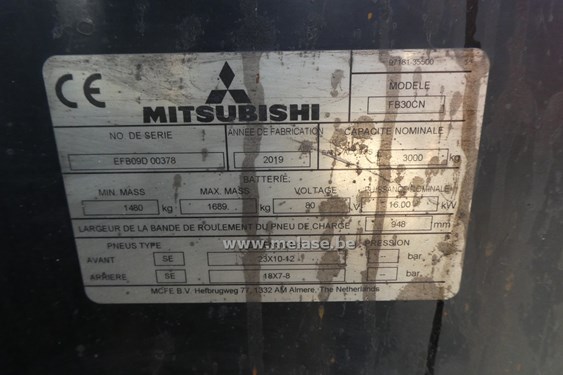 CE
97161-35500
MODELE
FB30CN
MITSUBISHI
NO DE SERIE ANNEE DE FABRICATION CAPACITE NOMINALE
EFB09D 00378 2019 3000 kg
BATTERIE:
MIN. MASS MAX. MASS VOLTAGE PUISSANCE NOMINALE
1460 kg 1689 kg 80 V 16.00 kW
LARGEUR DE LA BANDE DE ROULEMENT DU PNEU DE CHARGE 948 mm
www.melase.be
PNEUS TYPE PRESSION
AVANT SE 23X10-12 — bar
ARRIERE SE 18X7-8 — bar
MCFE B.V. Hefbrugweg 77, 1332 AM Almere, The Netherlands